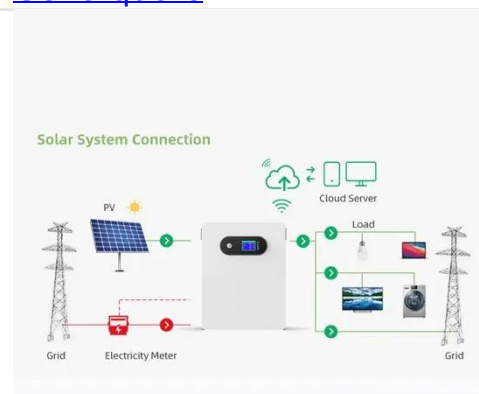 Solar System Connection
Cloud Server
PV
Load
Grid
Electricity Meter
Grid